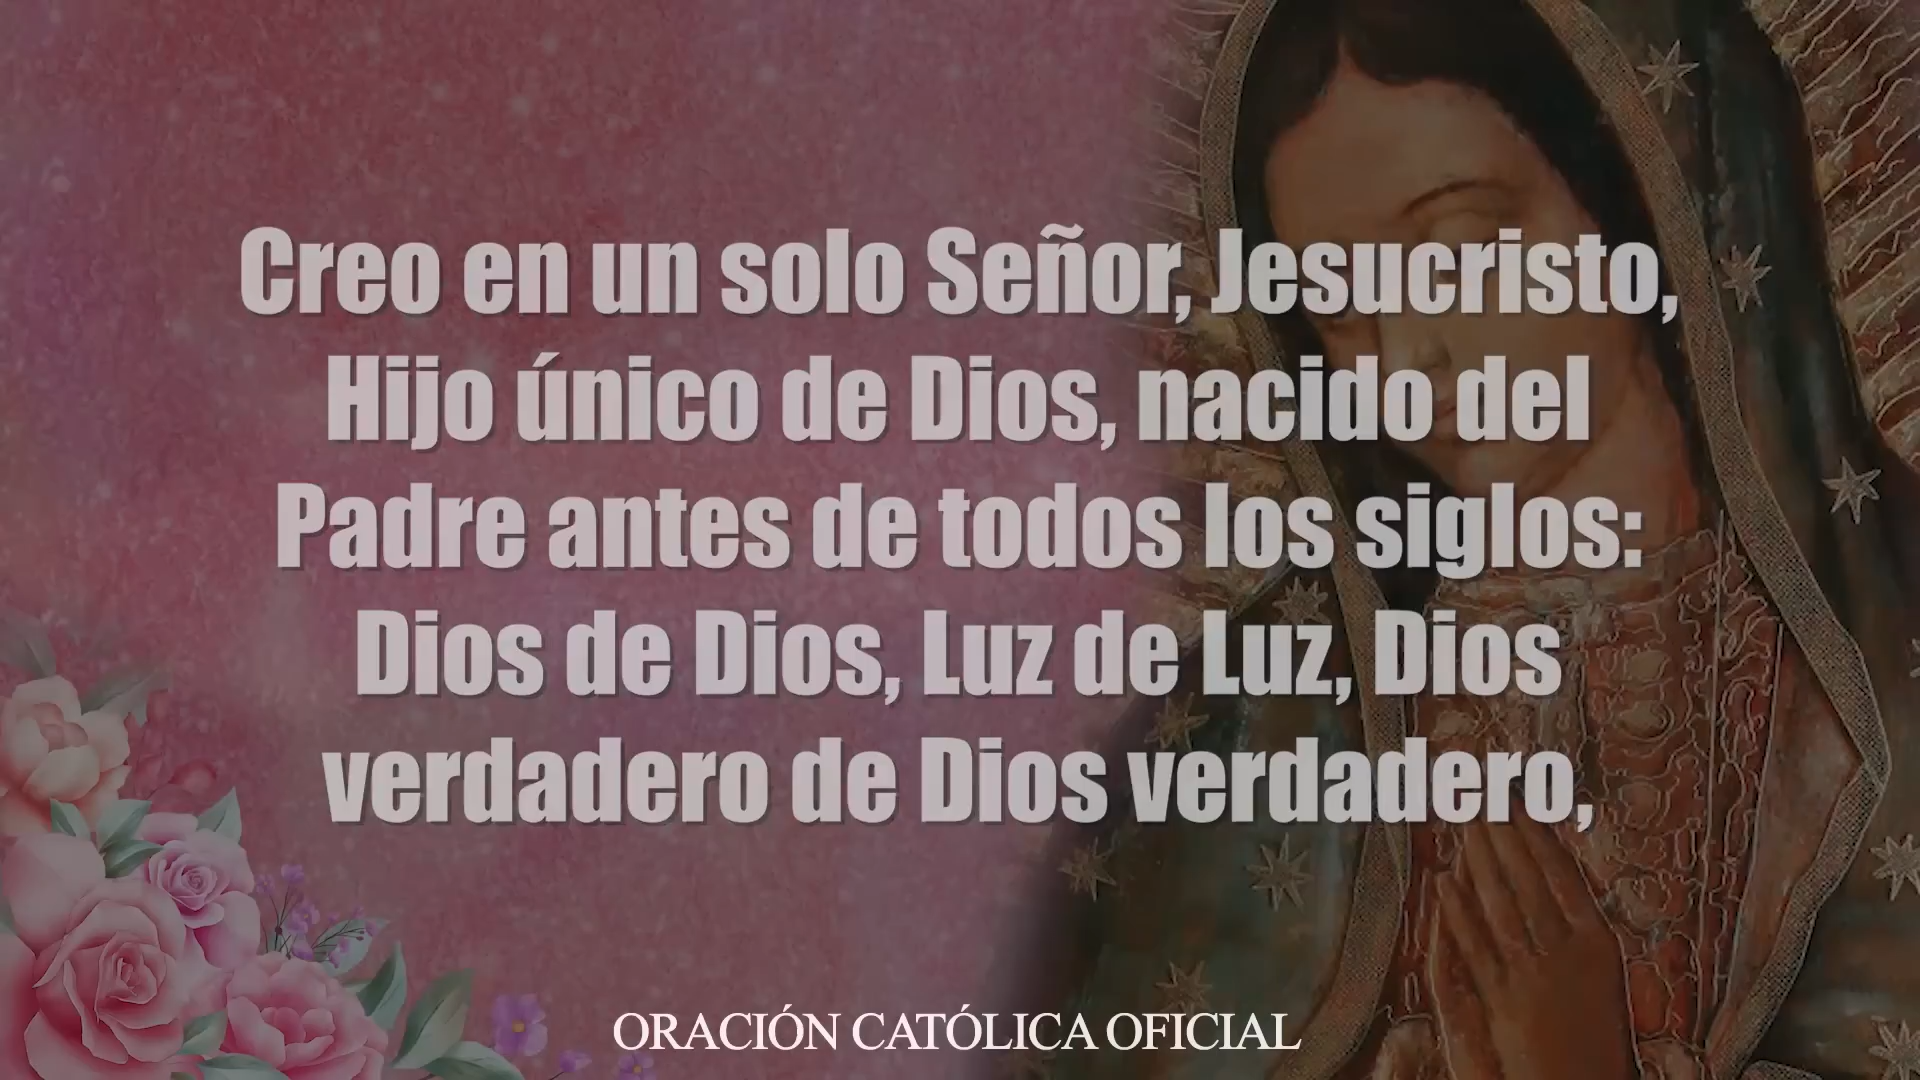 Creo en un solo Señor, Jesucristo,
Hijo único de Dios, nacido del
Padre antes de todos los siglos:
Dios de Dios, Luz de Luz, Dios
verdadero de Dios verdadero,
ORACIÓN CATÓLICA OFICIAL